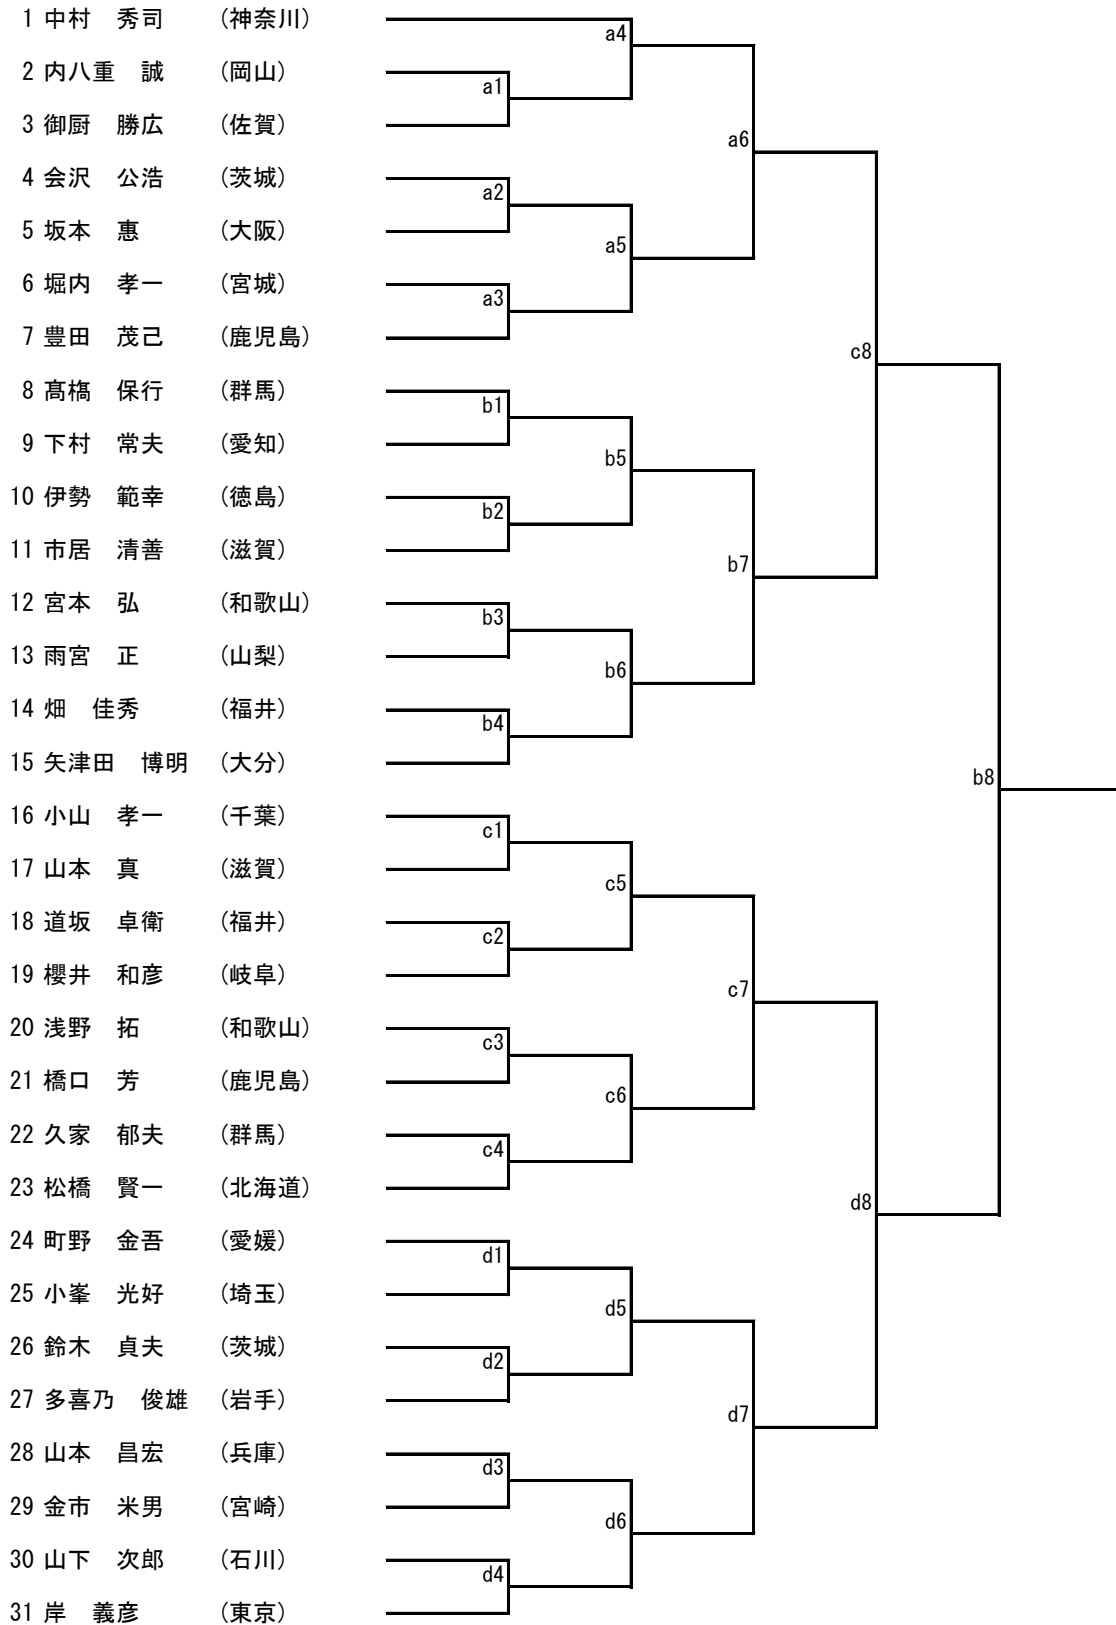 1 中村　秀司　（神奈川）
a4
2 内八重　誠　（岡山）
a1
3 御厨　勝広　（佐賀）
a6
4 会沢　公浩　（茨城）
a2
5 坂本　惠　（大阪）
a5
6 堀内　孝一　（宮城）
a3
7 豊田　茂己　（鹿児島）
c8
8 髙橋　保行　（群馬）
b1
9 下村　常夫　（愛知）
b5
10 伊勢　範幸　（徳島）
b2
11 市居　清善　（滋賀）
b7
12 宮本　弘　（和歌山）
b3
13 雨宮　正　（山梨）
b6
14 畑　佳秀　（福井）
b4
15 矢津田　博明　（大分）
b8
16 小山　孝一　（千葉）
c1
17 山本　真　（滋賀）
c5
18 道坂　卓衛　（福井）
c2
19 櫻井　和彦　（岐阜）
c7
20 浅野　拓　（和歌山）
c3
21 橋口　芳　（鹿児島）
c6
22 久家　郁夫　（群馬）
c4
23 松橋　賢一　（北海道）
d8
24 町野　金吾　（愛媛）
d1
25 小峯　光好　（埼玉）
d5
26 鈴木　貞夫　（茨城）
d2
27 多喜乃　俊雄　（岩手）
d7
28 山本　昌宏　（兵庫）
d3
29 金市　米男　（宮崎）
d6
30 山下　次郎　（石川）
d4
31 岸　義彦　（東京）